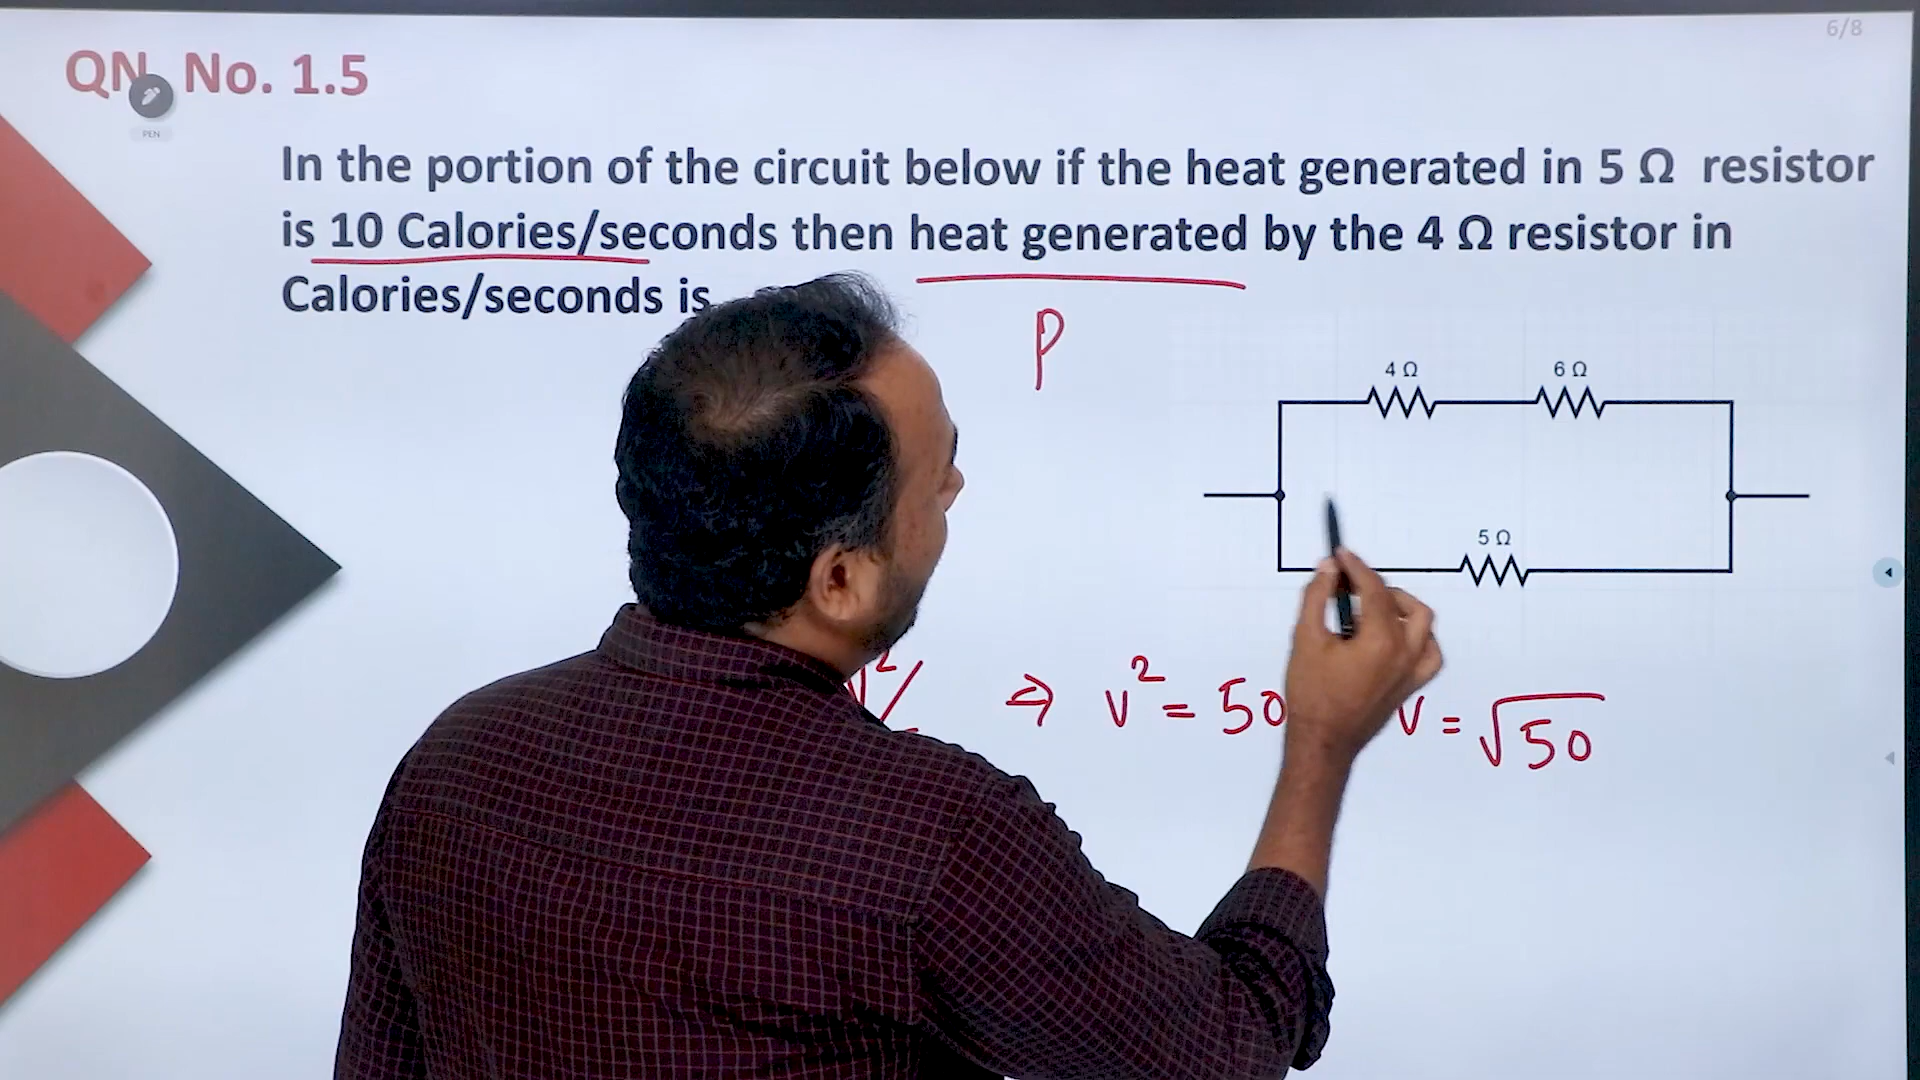 6/8
QN. No. 1.5
PEN
In the portion of the circuit below if the heat generated in 5 Ω resistor
is 10 Calories/seconds then heat generated by the 4 Ω resistor in
Calories/seconds is
P
4 Ω
6 Ω
5 Ω
⇒ v² = 50
v = √50